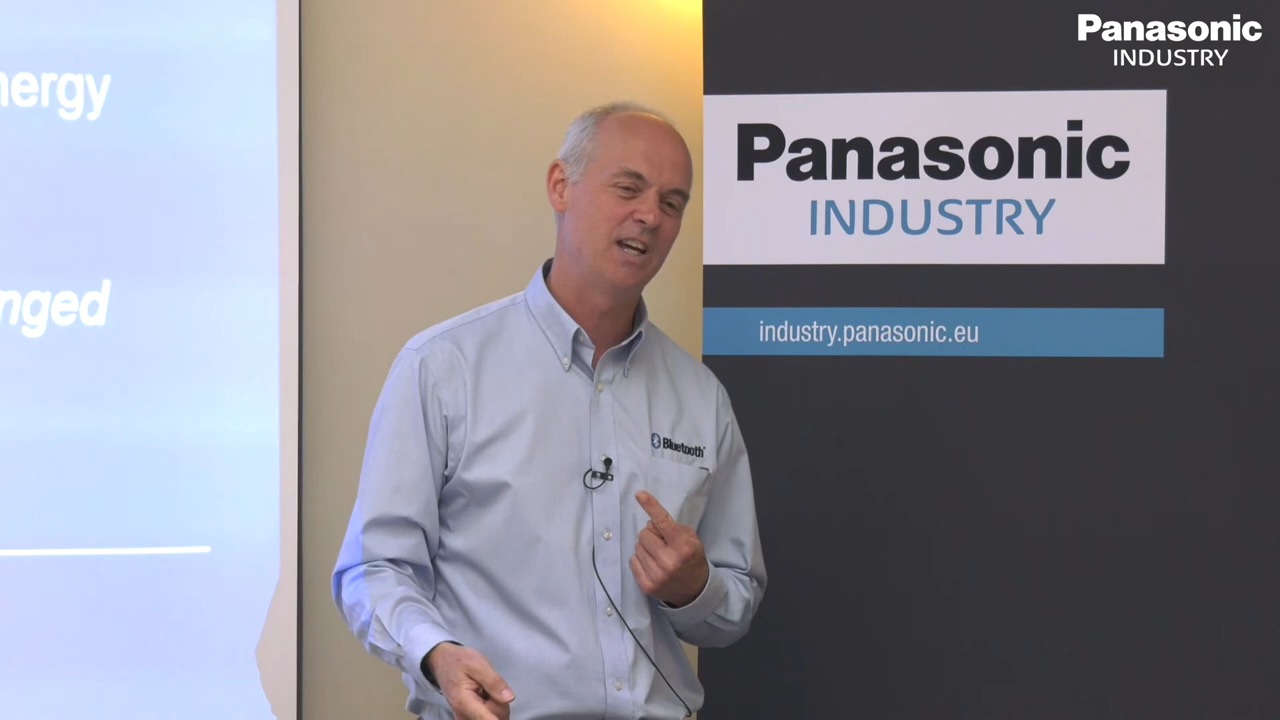 nergy
nged
Panasonic
INDUSTRY
Panasonic
INDUSTRY
industry.panasonic.eu
Bluetooth